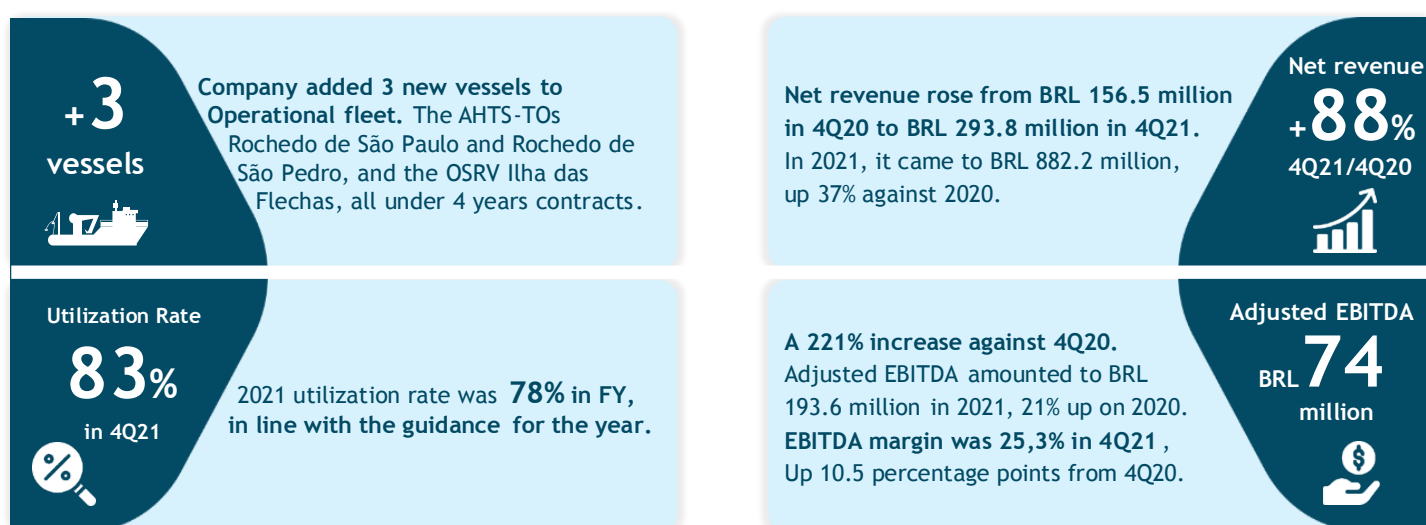 +3
vessels
Company added 3 new vessels to
Operational fleet. The AHTS-TOs
Rochedo de São Paulo and Rochedo de
São Pedro, and the OSRV Ilha das
Flechas, all under 4 years contracts.
Net revenue rose from BRL 156.5 million
in 4Q20 to BRL 293.8 million in 4Q21.
In 2021, it came to BRL 882.2 million,
up 37% against 2020.
Net revenue
+88%
4Q21/4Q20
Utilization Rate
83%
in 4Q21
%
2021 utilization rate was 78% in FY,
in line with the guidance for the year.
A 221% increase against 4Q20.
Adjusted EBITDA amounted to BRL
193.6 million in 2021, 21% up on 2020.
EBITDA margin was 25,3% in 4Q21 ,
Up 10.5 percentage points from 4Q20.
Adjusted EBITDA
BRL 74
million
$